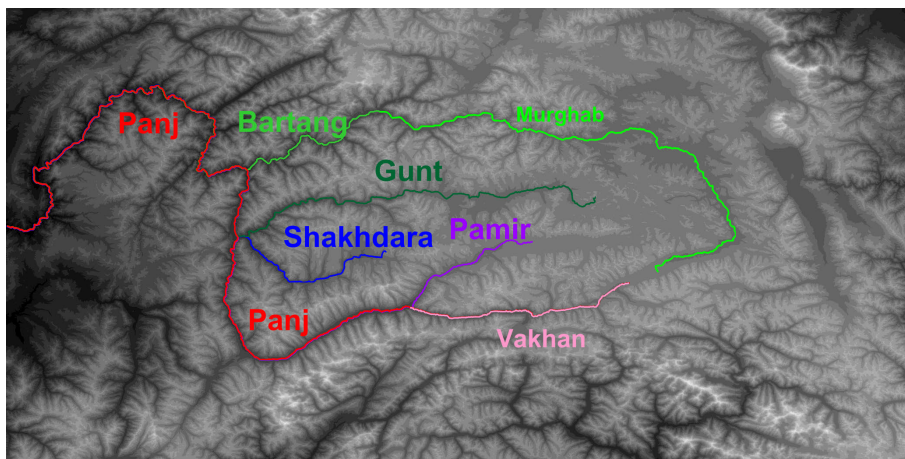 Panj
Bartang
Murghab
Gunt
Shakhdara
Pamir
Panj
Vakhan